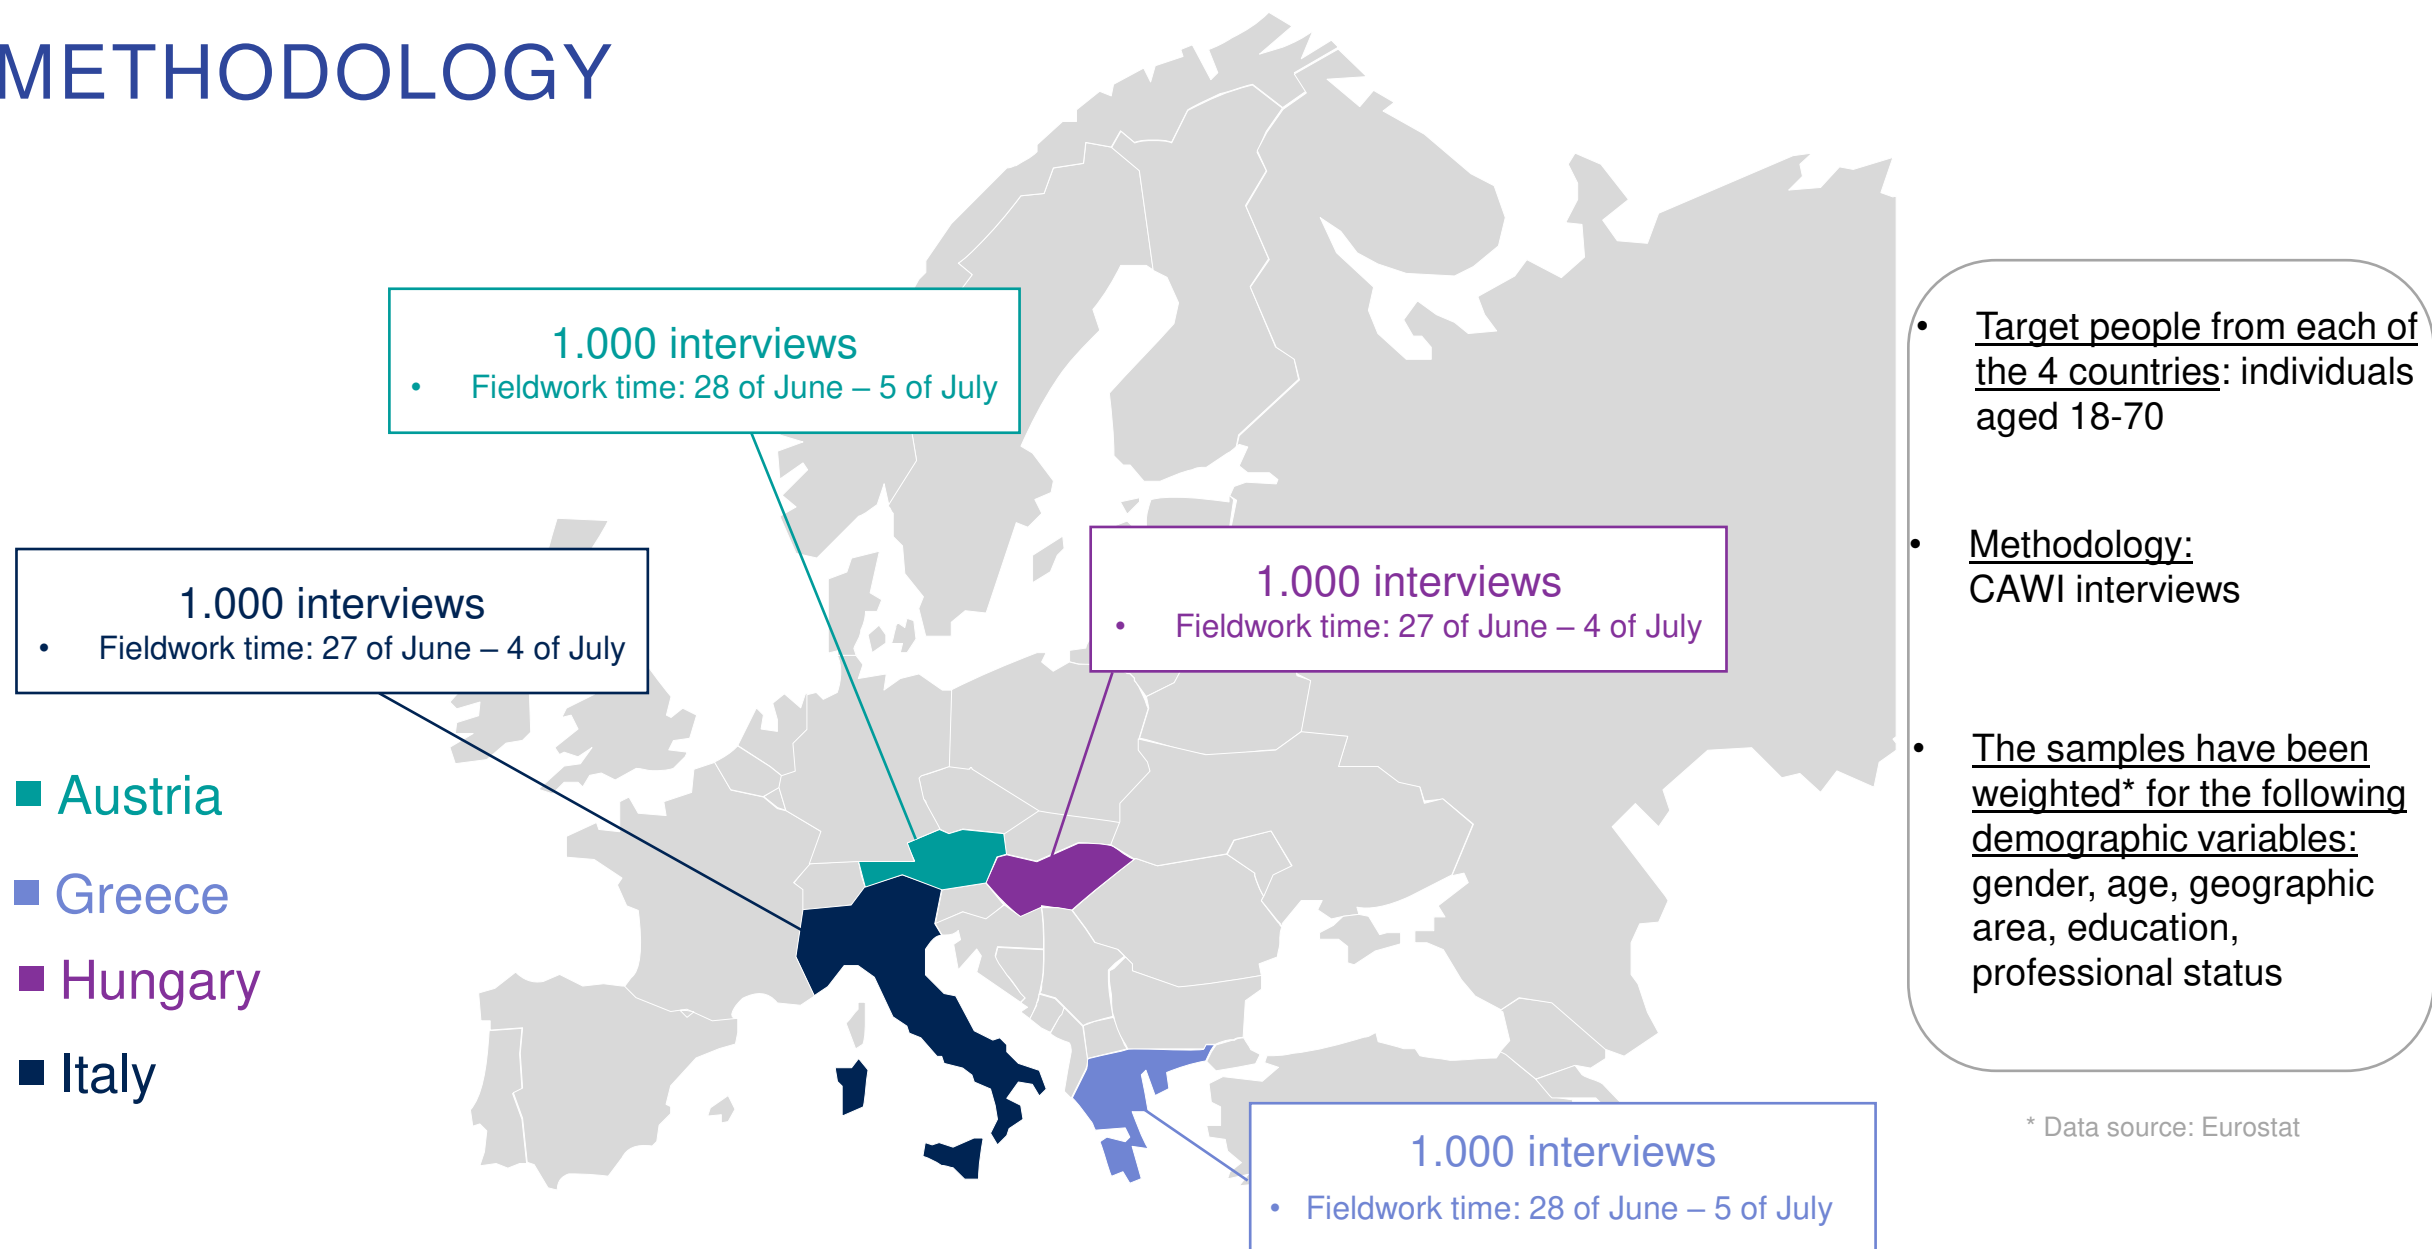 METHODOLOGY
1.000 interviews
• Fieldwork time: 28 of June – 5 of July
1.000 interviews
• Fieldwork time: 27 of June – 4 of July
1.000 interviews
• Fieldwork time: 27 of June – 4 of July
1.000 interviews
• Fieldwork time: 28 of June – 5 of July
Austria
Greece
Hungary
Italy
• Target people from each of
the 4 countries: individuals
aged 18-70
• Methodology:
CAWI interviews
• The samples have been
weighted* for the following
demographic variables:
gender, age, geographic
area, education,
professional status
* Data source: Eurostat